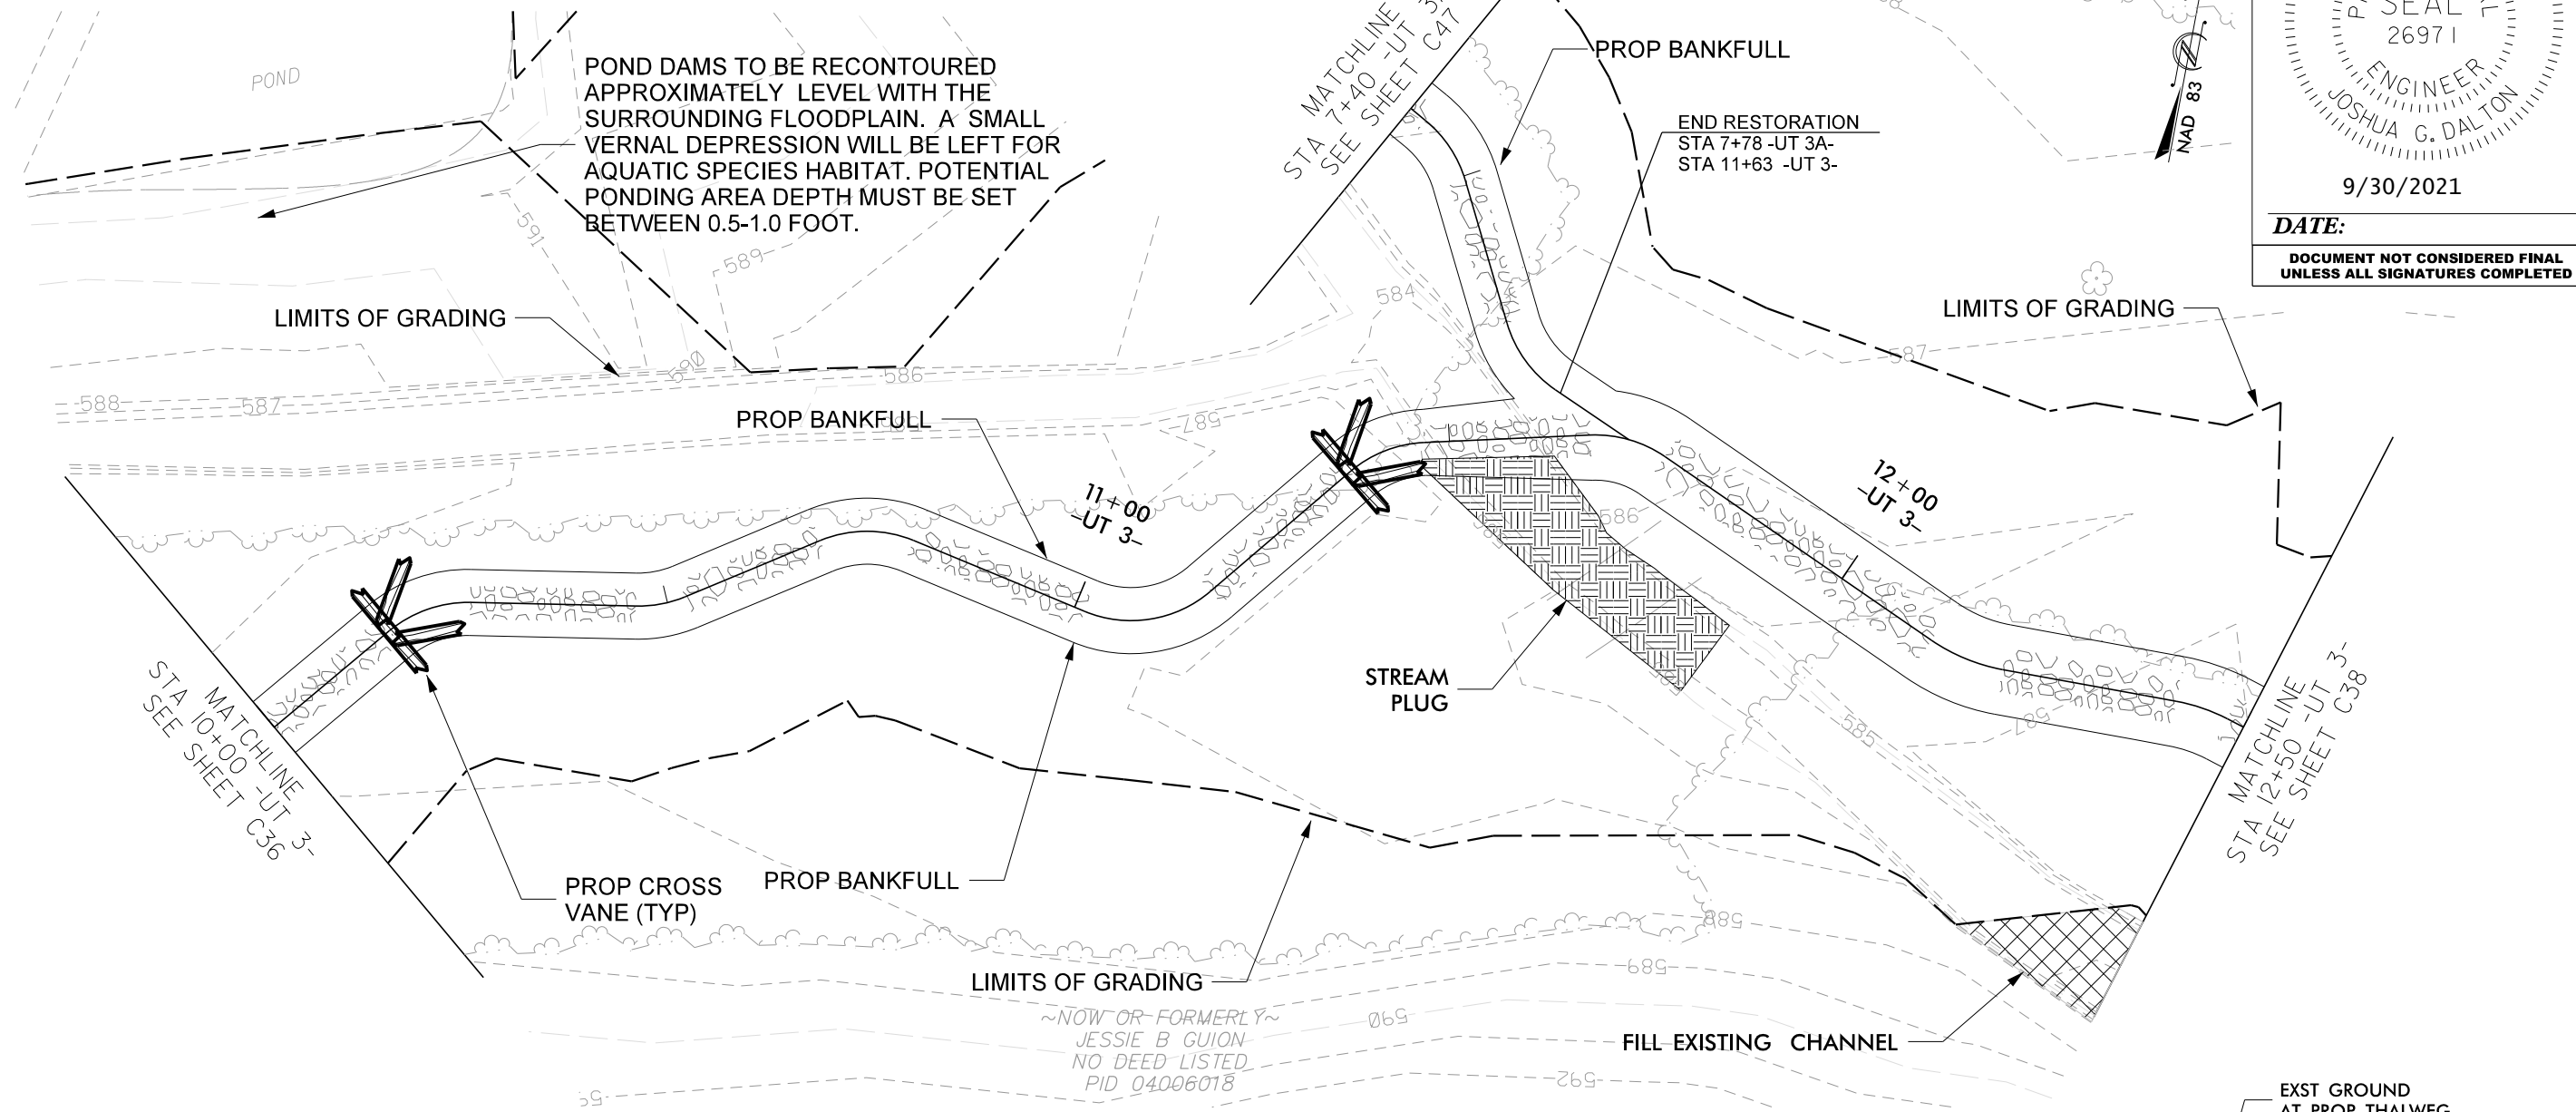 POND
POND DAMS TO BE RECONTOURED
APPROXIMATELY LEVEL WITH THE
SURROUNDING FLOODPLAIN. A SMALL
VERNAL DEPRESSION WILL BE LEFT FOR
AQUATIC SPECIES HABITAT. POTENTIAL
PONDING AREA DEPTH MUST BE SET
BETWEEN 0.5-1.0 FOOT.
MATCHLINE
STA 7+40 -UT
SEE SHEET C47
PROP BANKFULL
END RESTORATION
STA 7+78 -UT 3A-
STA 11+63 -UT 3-
NAD 83
SEAL
26971
ENGINEER
JOSHUA G. DALTON
9/30/2021
DATE:
DOCUMENT NOT CONSIDERED FINAL
UNLESS ALL SIGNATURES COMPLETED
591
589
584
LIMITS OF GRADING
LIMITS OF GRADING
587
590
586
588
587
PROP BANKFULL
587
11+00
-UT 3-
12+00
-UT 3-
586
STREAM
PLUG
585
587
MATCHLINE
STA 10+00 -UT 3-
SEE SHEET C36
MATCHLINE
STA 12+50 -UT 3-
SEE SHEET C38
PROP CROSS
VANE (TYP)
PROP BANKFULL
588
589
LIMITS OF GRADING
~NOW OR FORMERLY~
JESSIE B GUION
NO DEED LISTED
PID 04006018
590
FILL EXISTING CHANNEL
592
EXST GROUND
AT PROP THALWEG